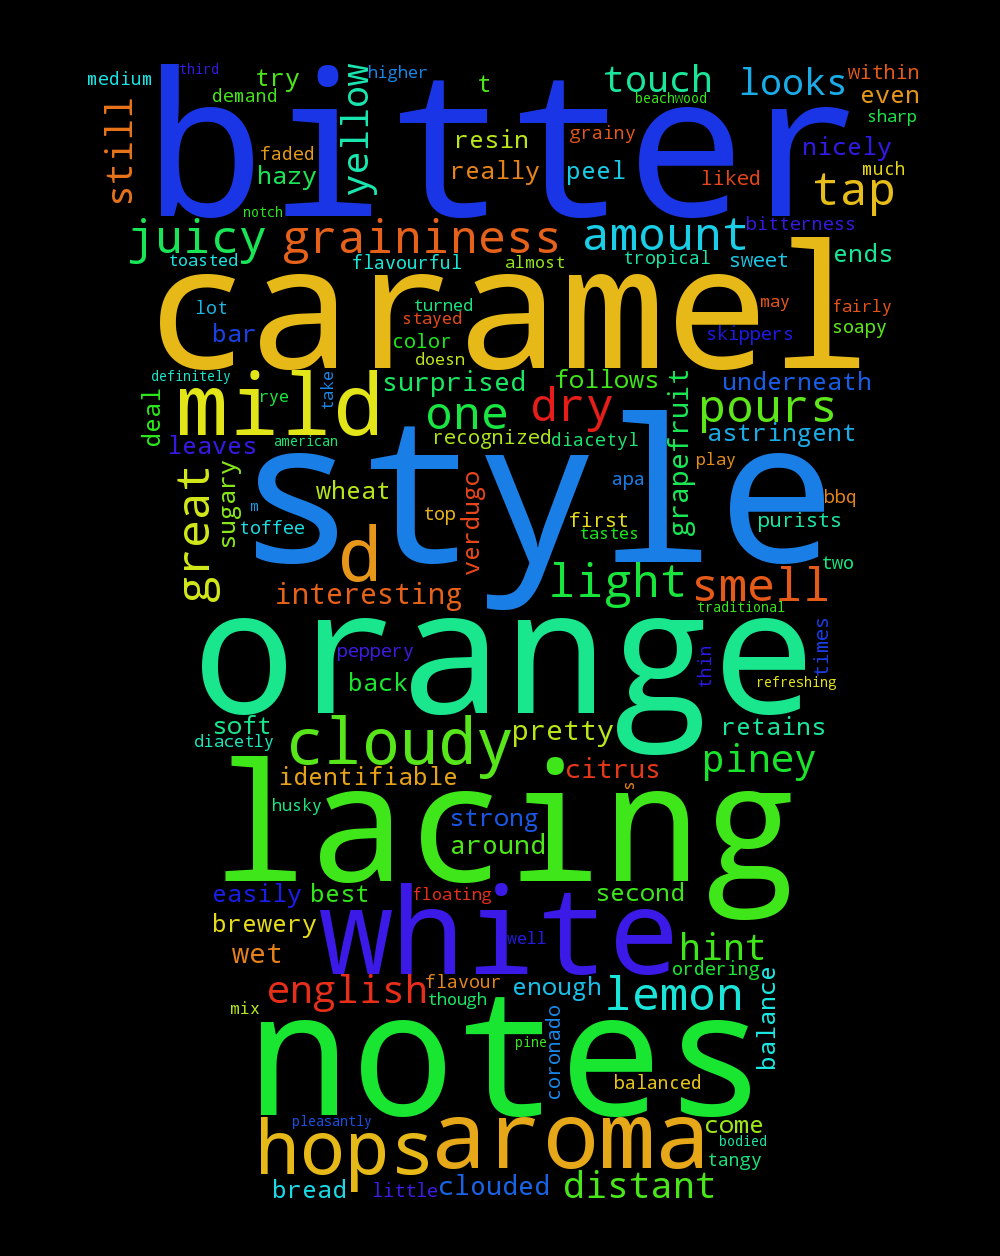 third
higher
medium
try
t
touch
looks
within
demand
beachwood
even
still
yellow
bitter
sharp
resin
grainy
faded
nicely
hazy
really
peel
liked
much
tap
notch
juicy
graininess
amount
bitterness
toasted
flavourful
almost
tropical
sweet
ends
caramel
lot
turned
may
fairly
bar
stayed
skippers
soapy
color
doesn
definitely
mild
take
surprised
follows
underneath
deal
rye
one
dry
grapefruit
pours
leaves
american
recognized
diacetyl
astringent
style
great
sugary
wheat
verdugo
apa
play
m
top
first
bbq
toffee
tastes
purists
d
two
interesting
light
smell
traditional
orange
peppery
thin
times
back
refreshing
soft
diacetly
cloudy
pretty
retains
identifiable
citrus
piney
s
lacing
husky
strong
around
easily
best
floating
second
brewery
white
well
wet
hint
ordering
english
flavour
though
enough
lemon
balance
mix
notes
pine
coronado
balanced
pleasantly
hops
aroma
come
bodied
tangy
bread
little
clouded
distant